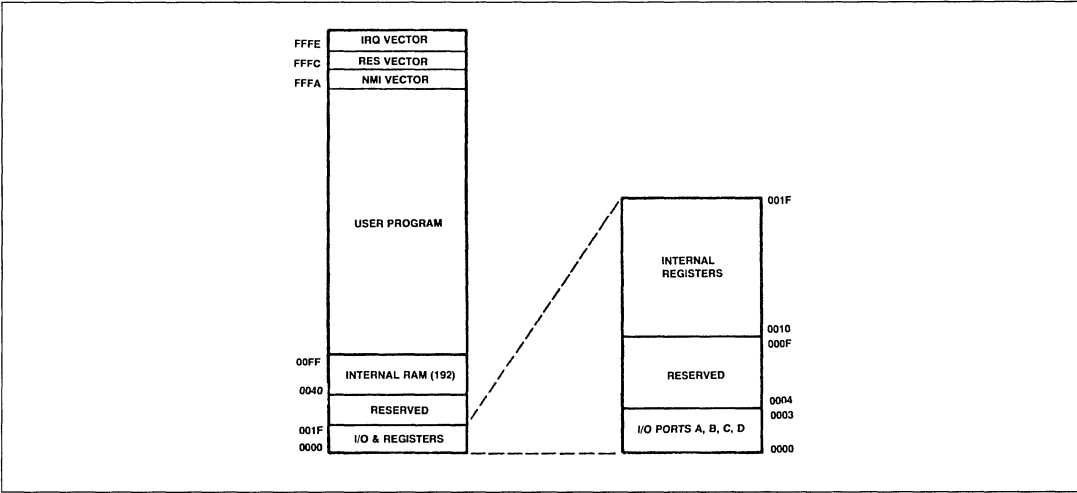 FFFE IRQ VECTOR
FFFC RES VECTOR
FFFA NMI VECTOR
USER PROGRAM
00FF
INTERNAL RAM (192)
0040
RESERVED
001F
I/O & REGISTERS
0000
001F
INTERNAL
REGISTERS
0010
000F
RESERVED
0004
0003
I/O PORTS A, B, C, D
0000